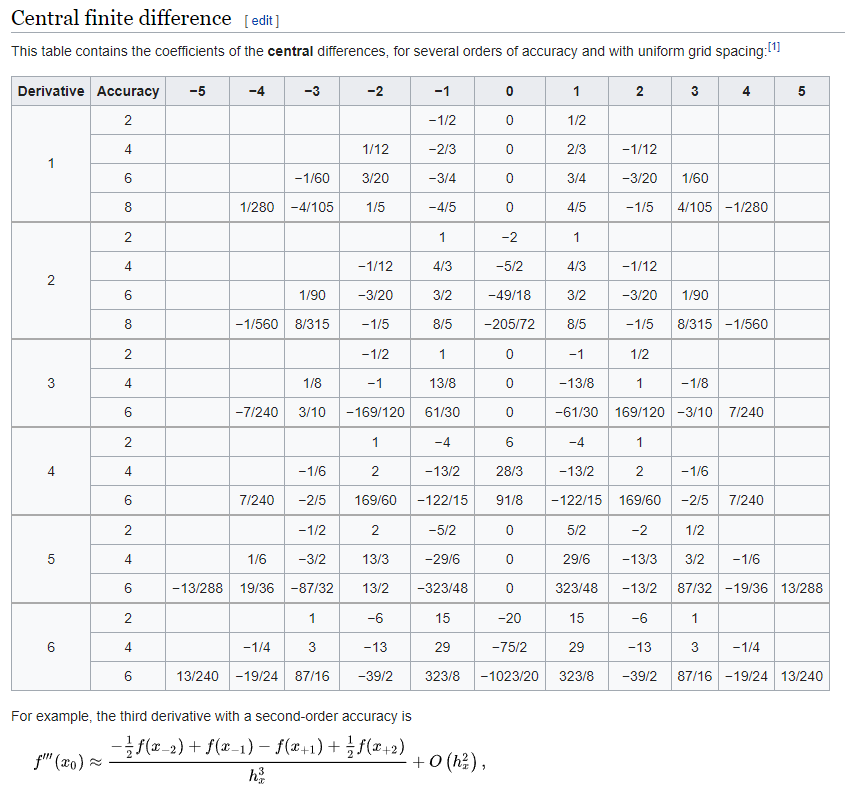 Central finite difference [ edit ]
This table contains the coefficients of the central differences, for several orders of accuracy and with uniform grid spacing:[1]
Derivative Accuracy −5 −4 −3 −2 −1 0 1 2 3 4 5
1
2 −1/2 0 1/2
4 1/12 −2/3 0 2/3 −1/12
6 −1/60 3/20 −3/4 0 3/4 −3/20 1/60
8 1/280 −4/105 1/5 −4/5 0 4/5 −1/5 4/105 −1/280
2
2 1 −2 1
4 −1/12 4/3 −5/2 4/3 −1/12
6 1/90 −3/20 3/2 −49/18 3/2 −3/20 1/90
8 −1/560 8/315 −1/5 8/5 −205/72 8/5 −1/5 8/315 −1/560
3
2 −1/2 1 0 −1 1/2
4 1/8 −1 13/8 0 −13/8 1 −1/8
6 −7/240 3/10 −169/120 61/30 0 −61/30 169/120 −3/10 7/240
4
2 1 −4 6 −4 1
4 −1/6 2 −13/2 28/3 −13/2 2 −1/6
6 7/240 −2/5 169/60 −122/15 91/8 −122/15 169/60 −2/5 7/240
5
2 −1/2 2 −5/2 0 5/2 −2 1/2
4 1/6 −3/2 13/3 −29/6 0 29/6 −13/3 3/2 −1/6
6 −13/288 19/36 −87/32 13/2 −323/48 0 323/48 −13/2 87/32 −19/36 13/288
6
2 1 −6 15 −20 15 −6 1
4 −1/4 3 −13 29 −75/2 29 −13 3 −1/4
6 13/240 −19/24 87/16 −39/2 323/8 −1023/20 323/8 −39/2 87/16 −19/24 13/240
For example, the third derivative with a second-order accuracy is
f‴(x₀) ≈ (−½f(x₋₂) + f(x₋₁) − f(x₊₁) + ½f(x₊₂)) / hₓ³ + O(hₓ²),